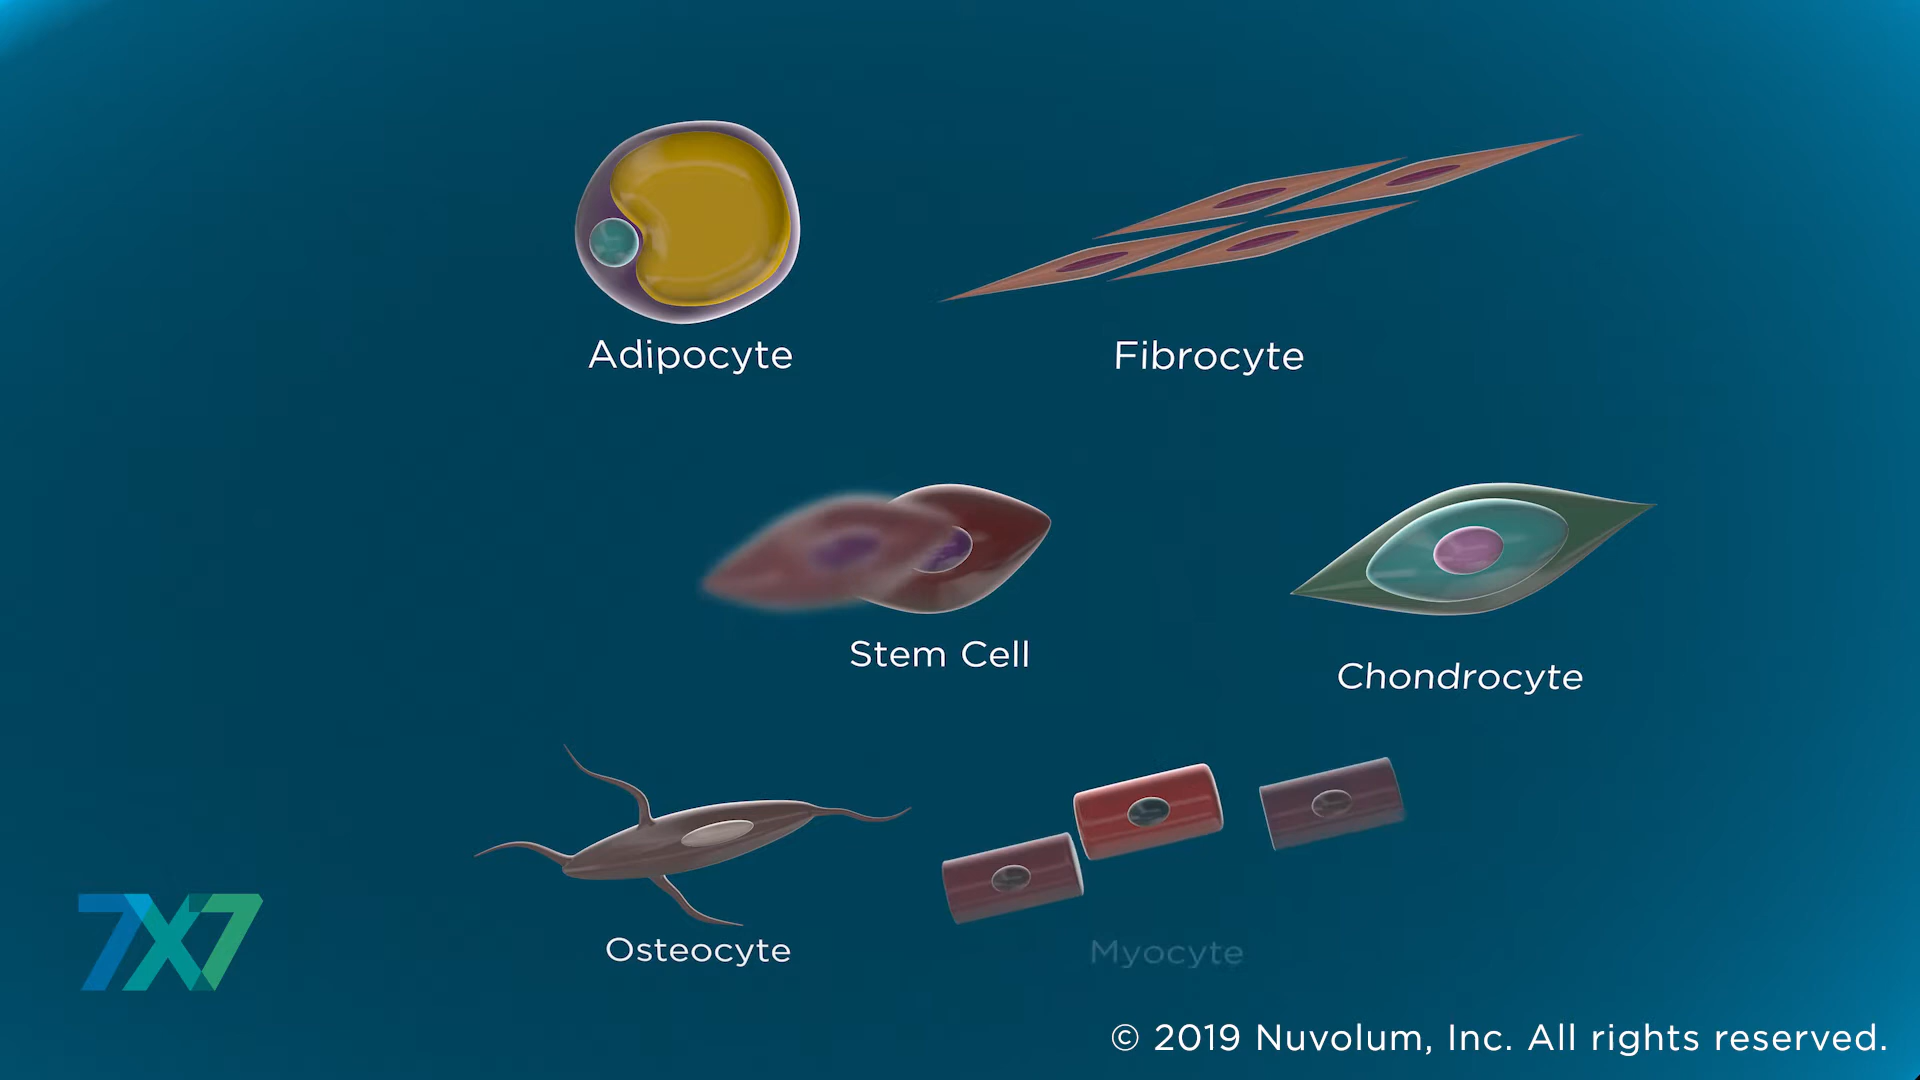 Adipocyte
Fibrocyte
Stem Cell
Chondrocyte
Osteocyte
Myocyte
7X7
© 2019 Nuvolum, Inc. All rights reserved.